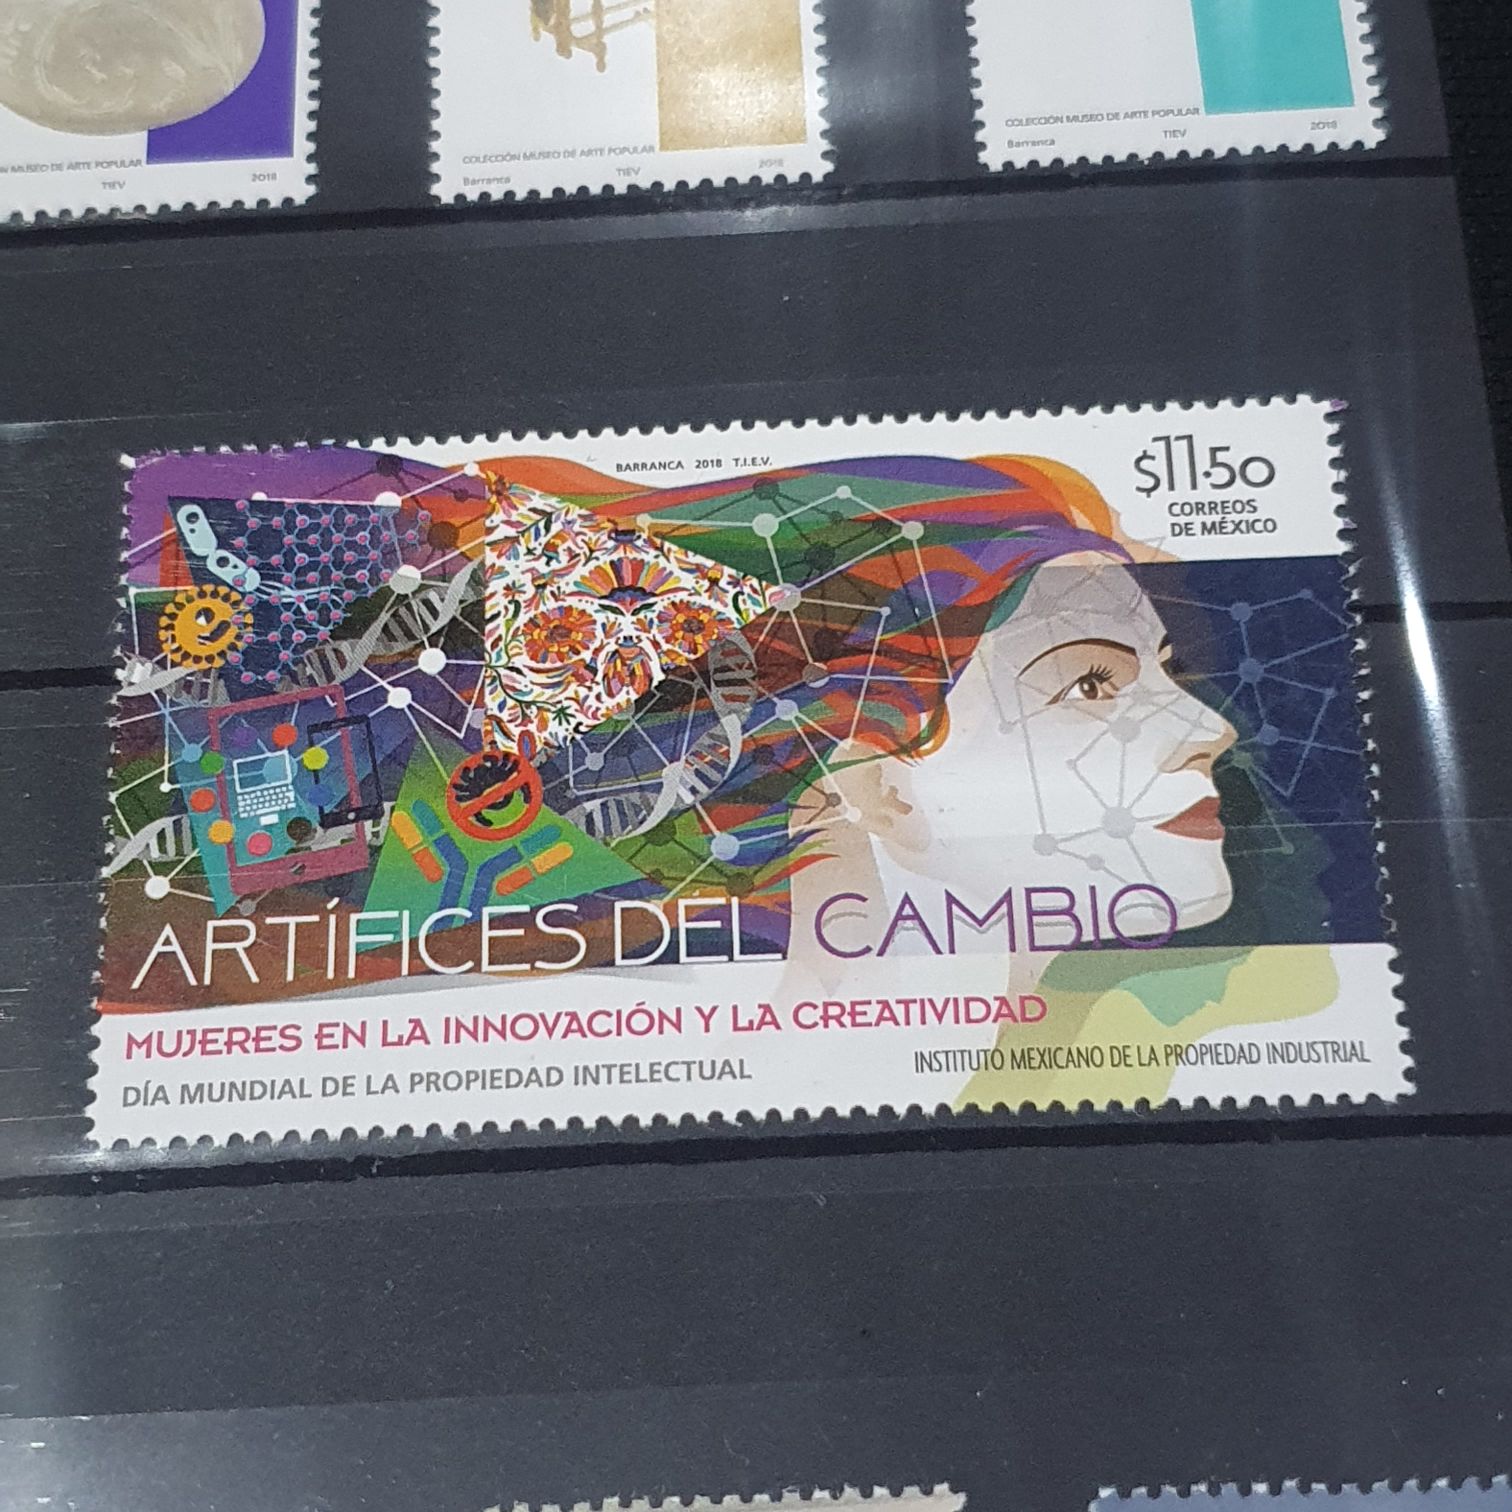 MUSEO DE ARTE POPULAR
TIEV 2018
COLECCIÓN MUSEO DE ARTE POPULAR 2018
Barranca TIEV
COLECCIÓN MUSEO DE ARTE POPULAR
Barranca TIEV 2018
BARRANCA 2018 T.I.E.V.
$11.50
CORREOS
DE MÉXICO
ARTÍFICES DEL CAMBIO
MUJERES EN LA INNOVACIÓN Y LA CREATIVIDAD
DÍA MUNDIAL DE LA PROPIEDAD INTELECTUAL
INSTITUTO MEXICANO DE LA PROPIEDAD INDUSTRIAL